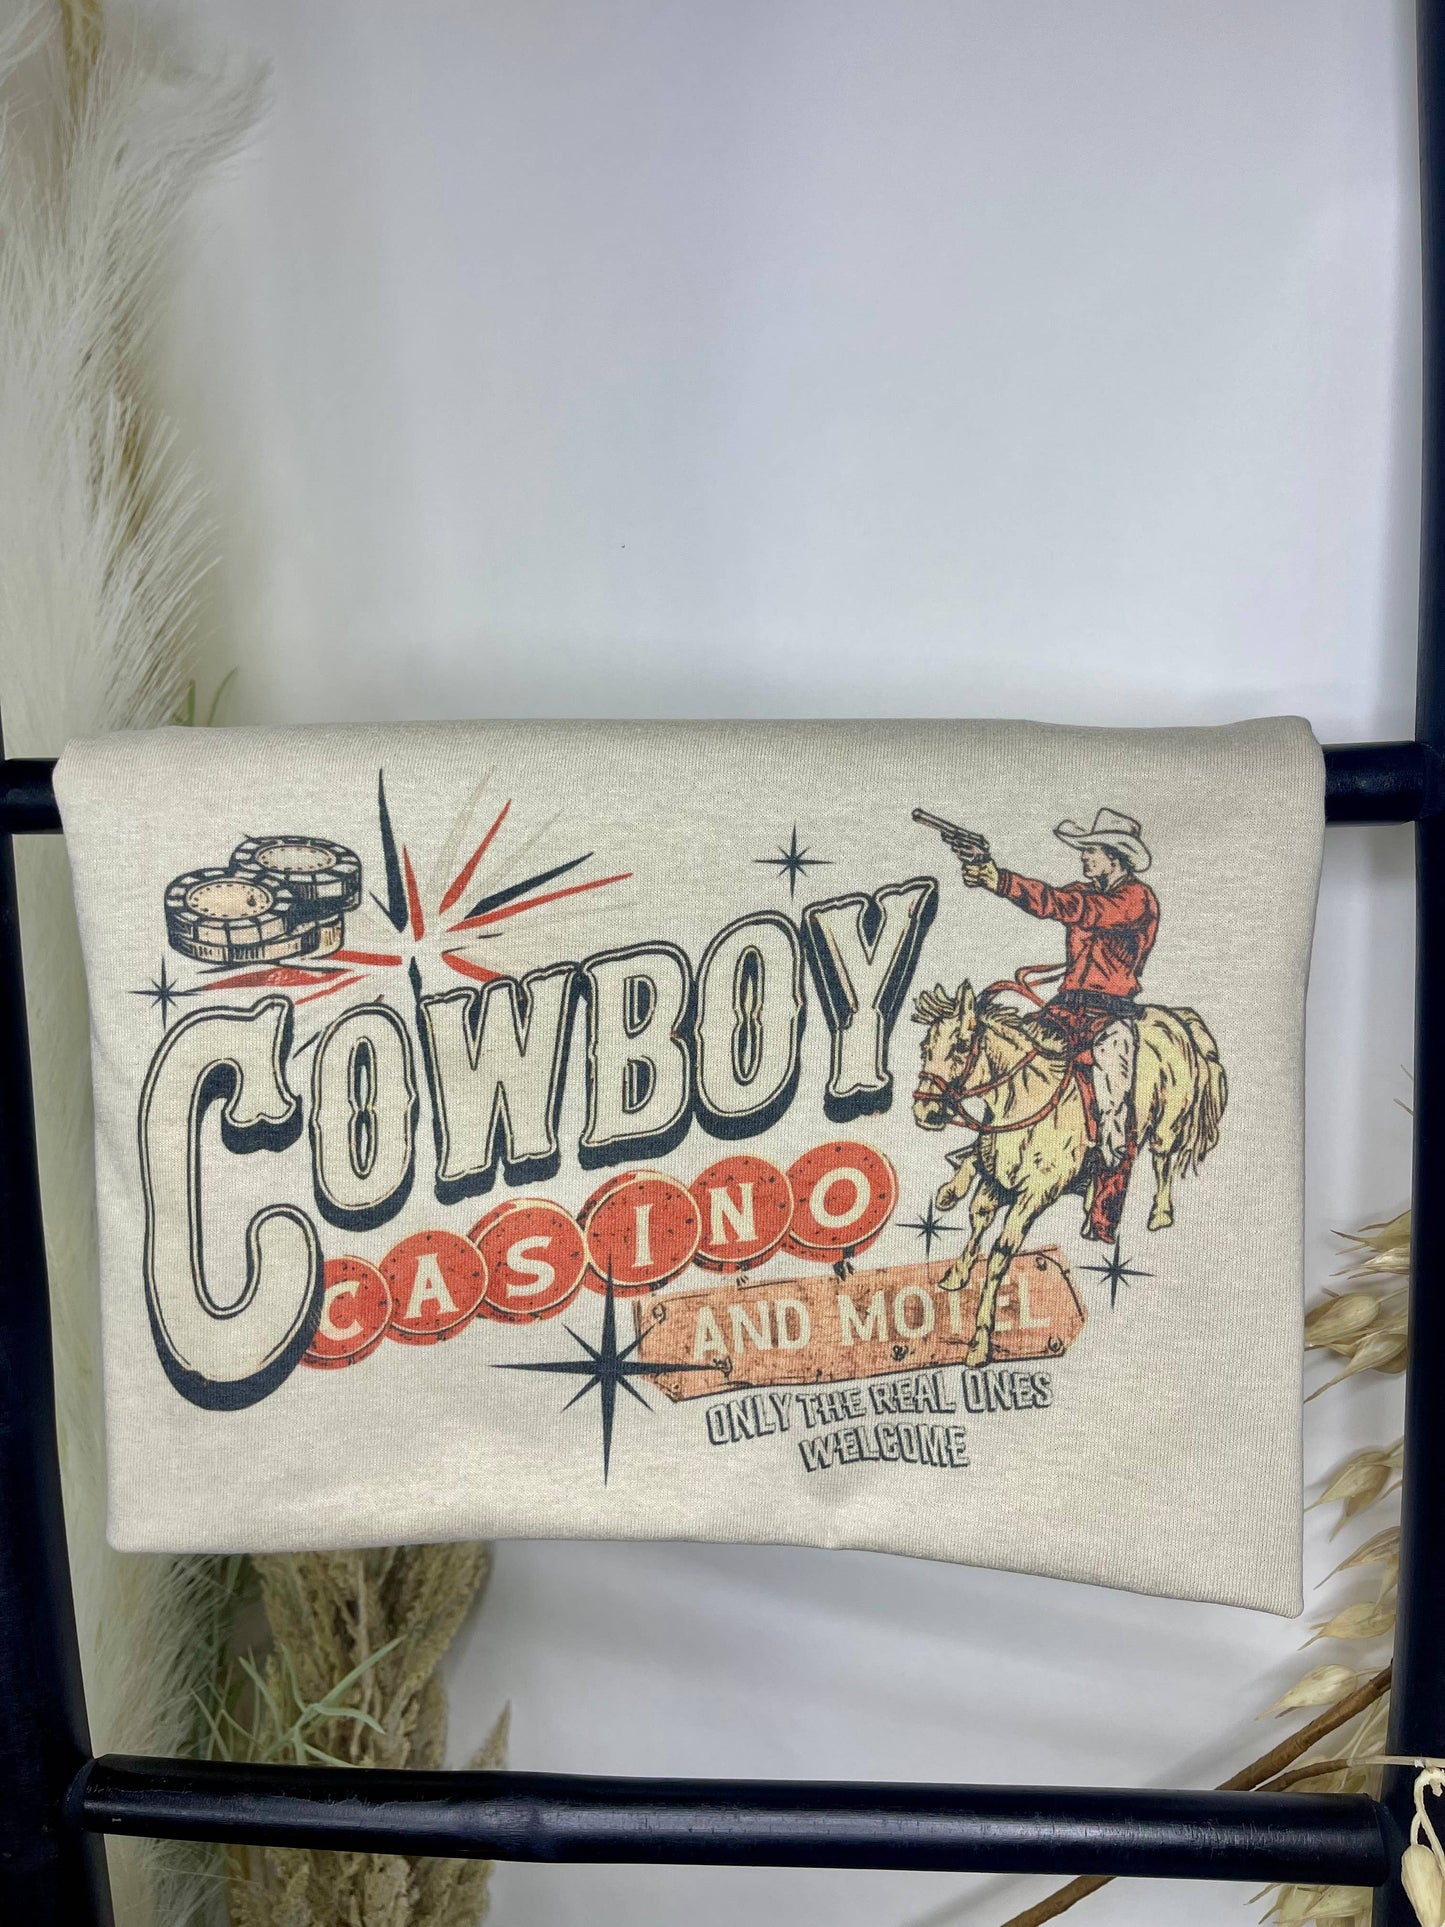 COWBOY
CASINO
AND MOTEL
ONLY THE REAL ONES
WELCOME